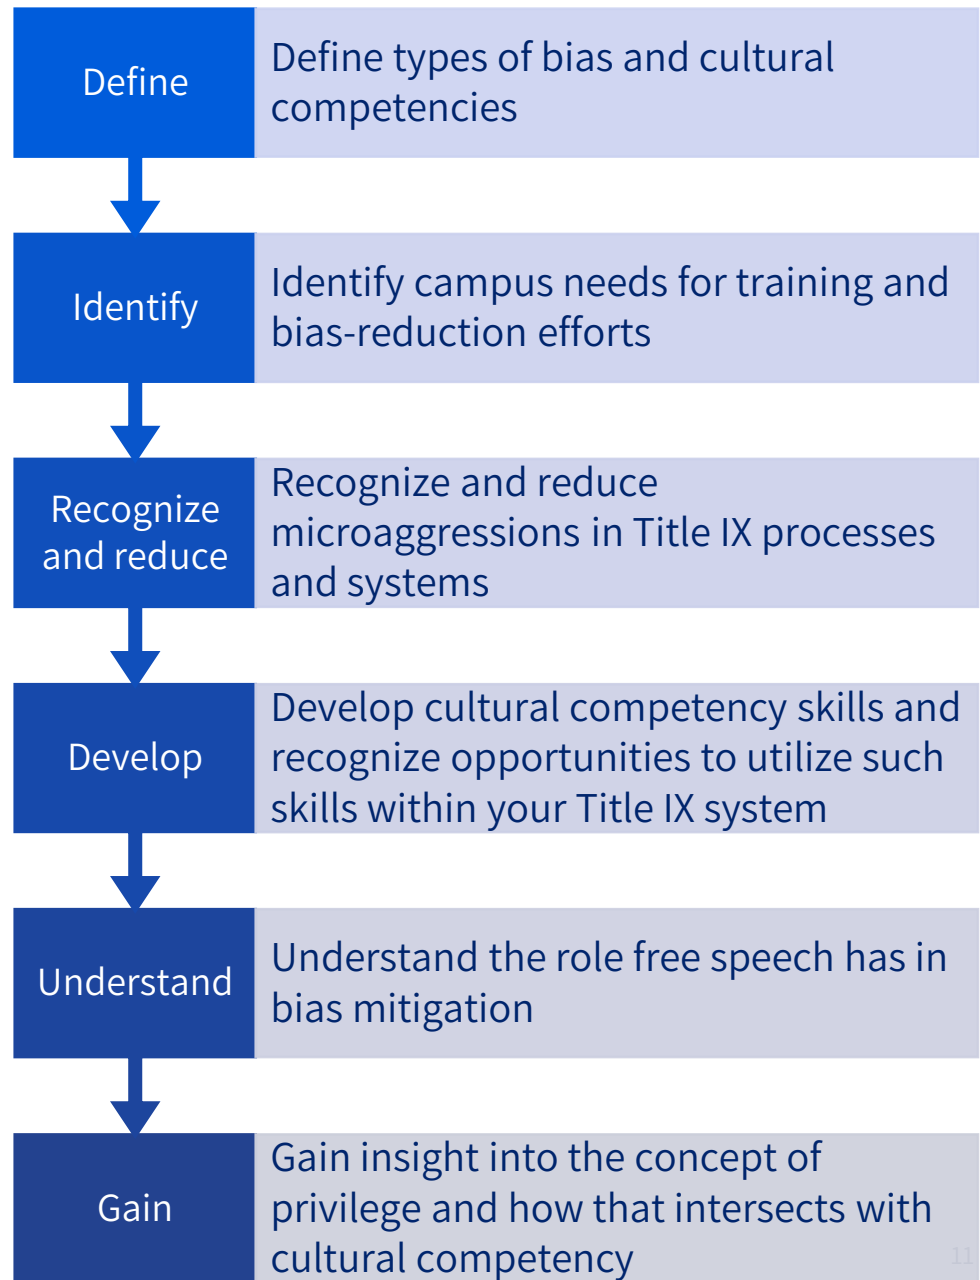 Define
Define types of bias and cultural
competencies
Identify
Identify campus needs for training and
bias-reduction efforts
Recognize
and reduce
Recognize and reduce
microaggressions in Title IX processes
and systems
Develop
Develop cultural competency skills and
recognize opportunities to utilize such
skills within your Title IX system
Understand
Understand the role free speech has in
bias mitigation
Gain
Gain insight into the concept of
privilege and how that intersects with
cultural competency
11